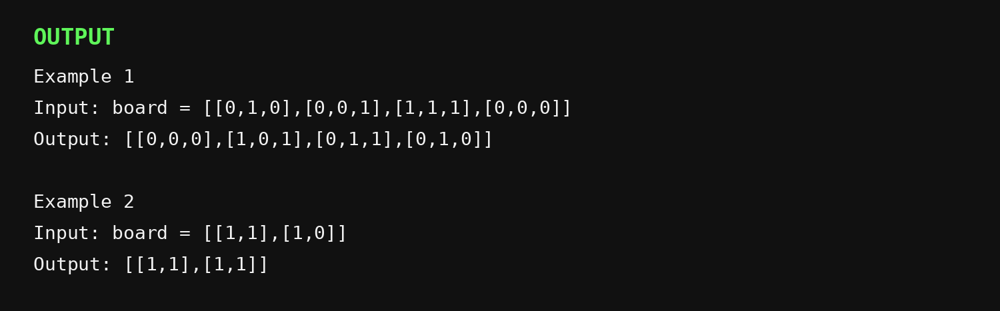 OUTPUT
Example 1
Input: board = [[0,1,0],[0,0,1],[1,1,1],[0,0,0]]
Output: [[0,0,0],[1,0,1],[0,1,1],[0,1,0]]
Example 2
Input: board = [[1,1],[1,0]]
Output: [[1,1],[1,1]]